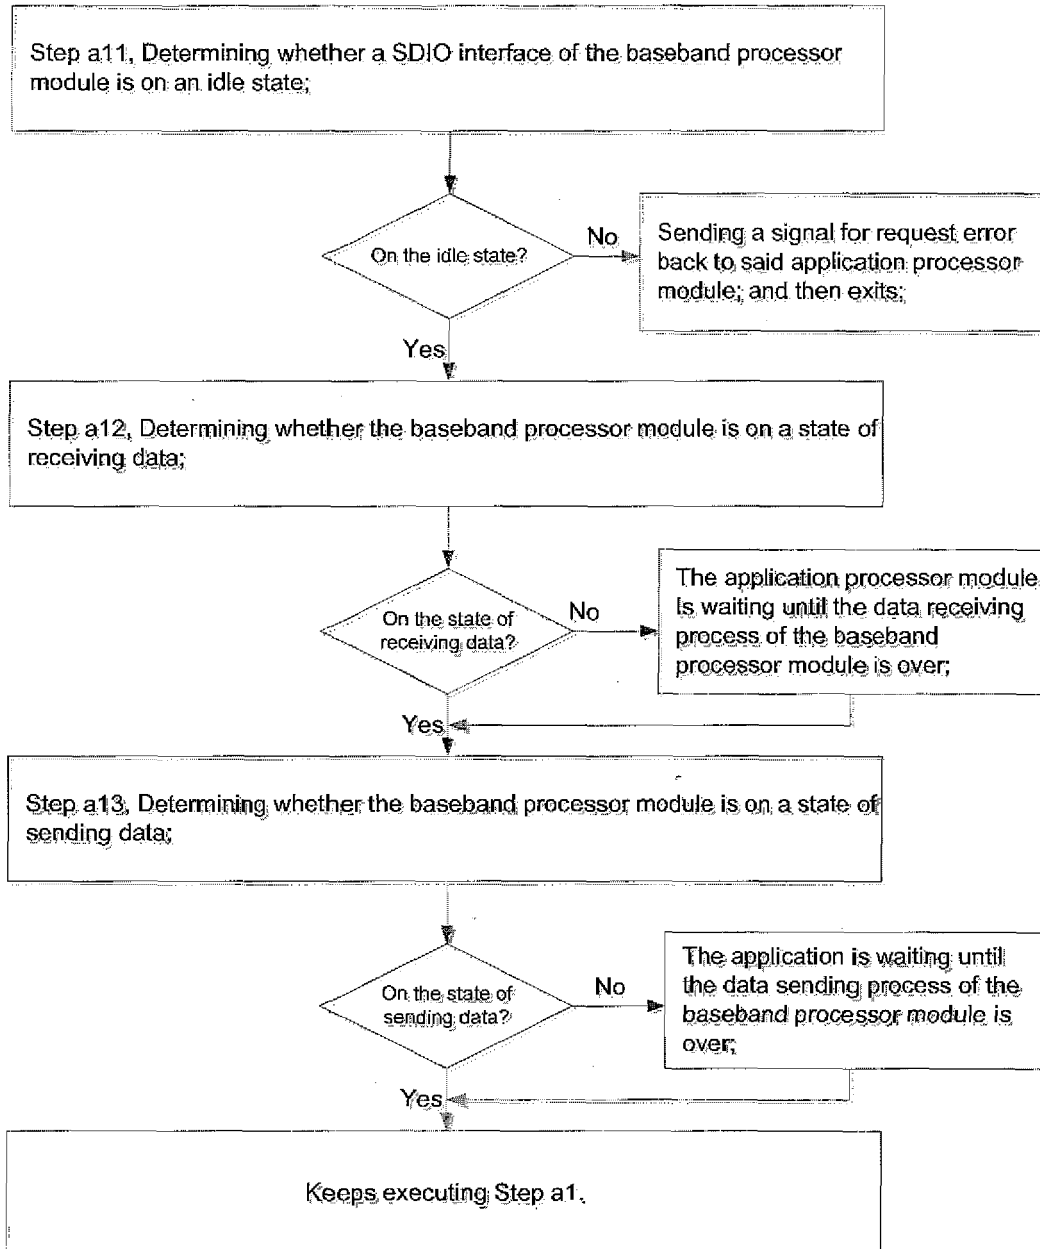 Step a11, Determining whether a SDIO interface of the baseband processor
module is on an idle state;
On the idle state?
No
Sending a signal for request error
back to said application processor
module; and then exits;
Yes
Step a12, Determining whether the baseband processor module is on a state of
receiving data;
On the state of
receiving data?
No
The application processor module
Is waiting until the data receiving
process of the baseband
processor module is over;
Yes
Step a13, Determining whether the baseband processor module is on a state of
sending data;
On the state of
sending data?
No
The application is waiting until
the data sending process of the
baseband processor module is
over;
Yes
Keeps executing Step a1.